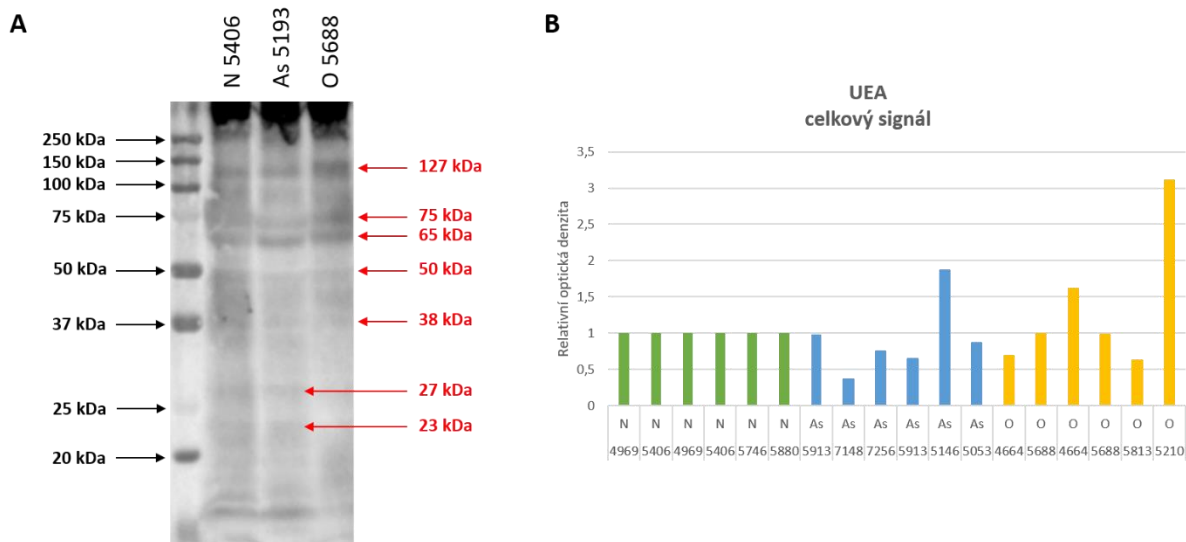 A
N 5406
As 5193
O 5688
250 kDa
150 kDa
100 kDa
75 kDa
50 kDa
37 kDa
25 kDa
20 kDa
127 kDa
75 kDa
65 kDa
50 kDa
38 kDa
27 kDa
23 kDa
B
UEA
celkový signál
Relativní optická denzita
3,5
3
2,5
2
1,5
1
0,5
0
N N N N N N As As As As As As O O O O O O
4969 5406 4969 5406 5746 5880 5913 7148 7256 5913 5146 5053 4664 5688 4664 5688 5813 5210